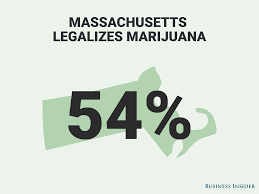 MASSACHUSETTS
LEGALIZES MARIJUANA
54%
BUSINESS INSIDER